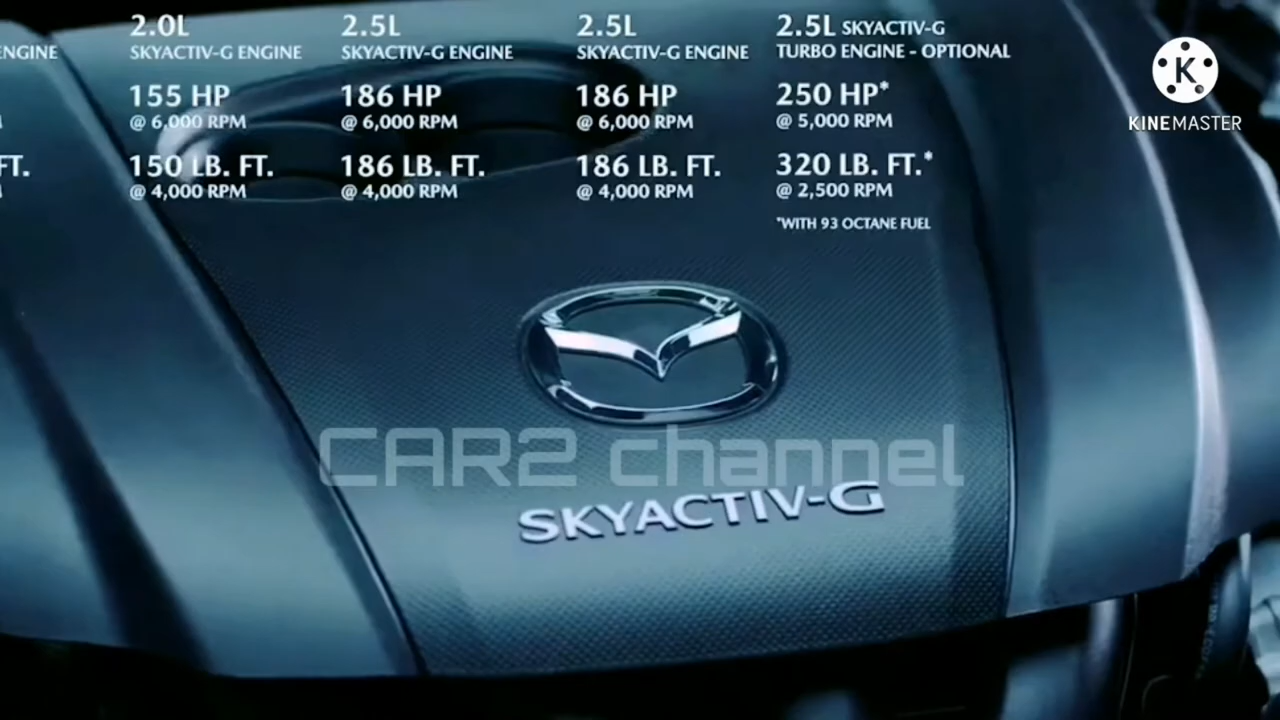 ENGINE
FT.
2.0L
SKYACTIV-G ENGINE
155 HP
@ 6,000 RPM
150 LB. FT.
@ 4,000 RPM
2.5L
SKYACTIV-G ENGINE
186 HP
@ 6,000 RPM
186 LB. FT.
@ 4,000 RPM
2.5L
SKYACTIV-G ENGINE
186 HP
@ 6,000 RPM
186 LB. FT.
@ 4,000 RPM
2.5L SKYACTIV-G
TURBO ENGINE - OPTIONAL
250 HP*
@ 5,000 RPM
320 LB. FT.*
@ 2,500 RPM
*WITH 93 OCTANE FUEL
K
KINEMASTER
CAR2 channel
SKYACTIV-G